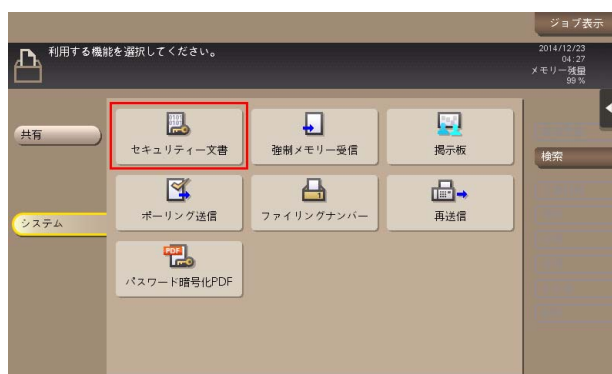 ジョブ表示
利用する機能を選択してください。
2014/12/23
04:27
メモリー残量
99 %
共有
セキュリティー文書
強制メモリー受信
掲示板
検索
システム
ポーリング送信
ファイリングナンバー
再送信
PDF
パスワード暗号化PDF